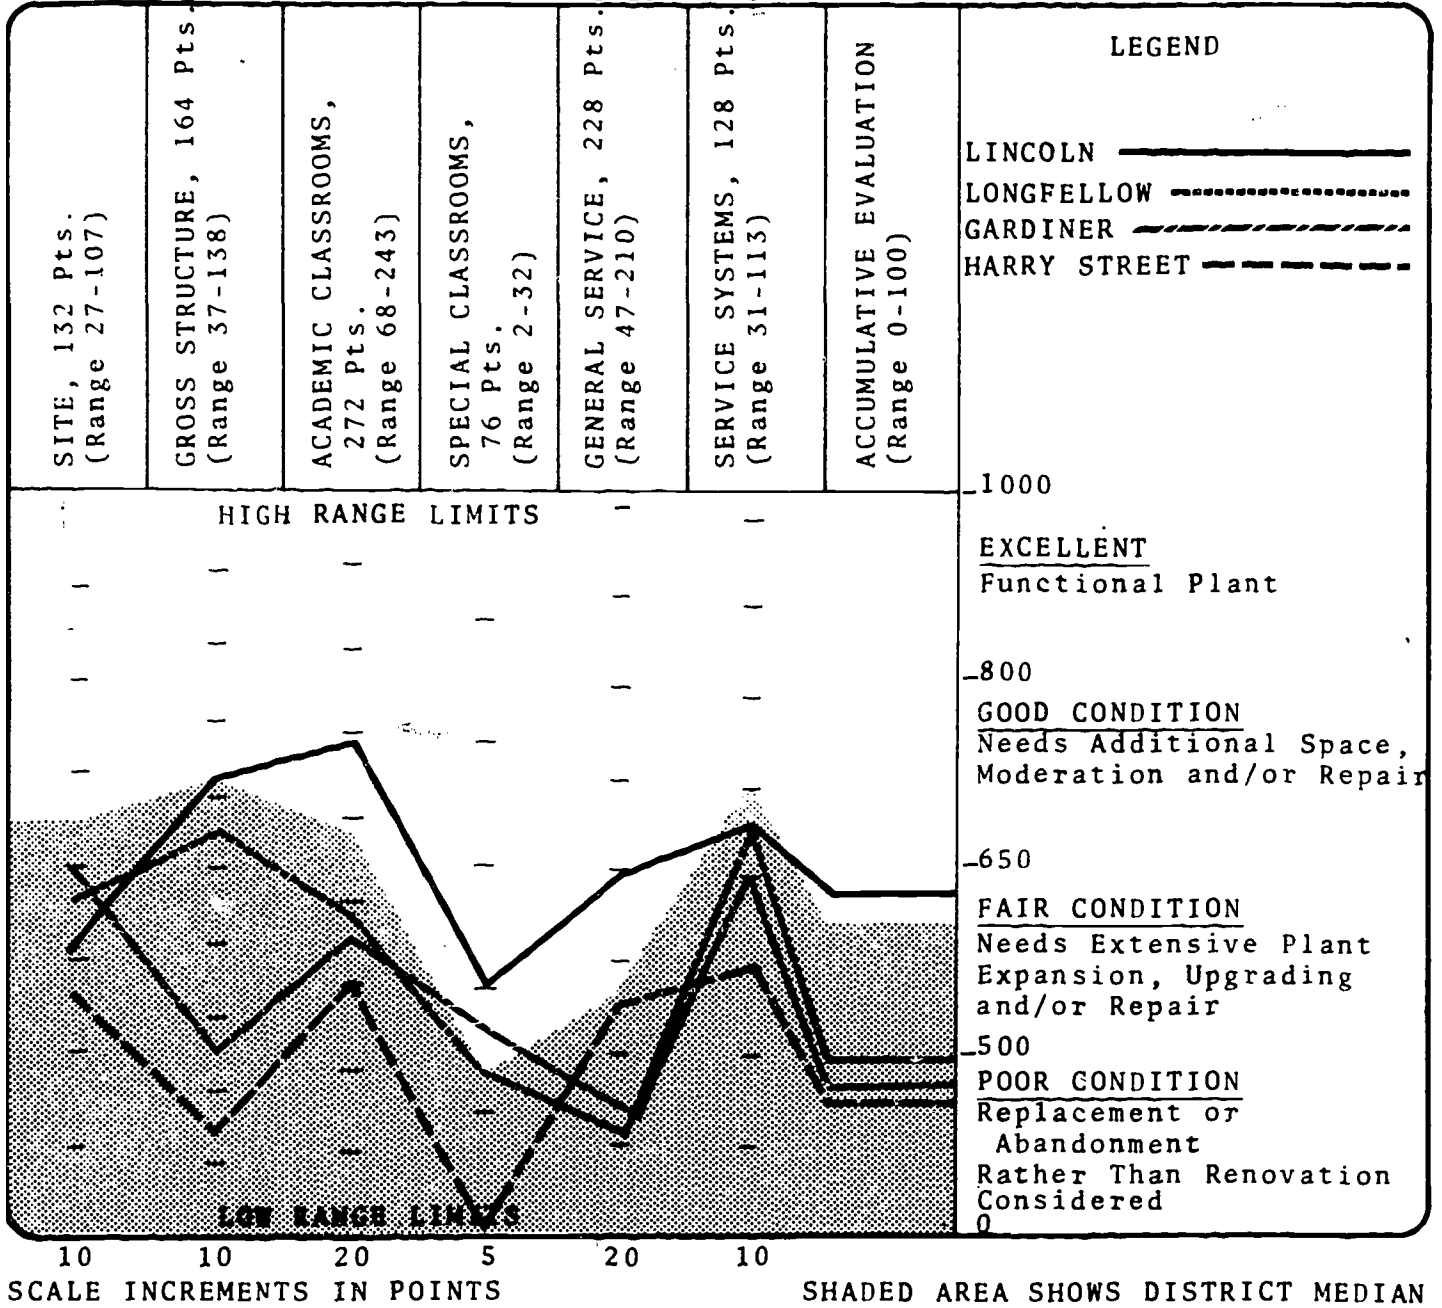 SITE, 132 Pts.
(Range 27-107)
GROSS STRUCTURE, 164 Pts.
(Range 37-138)
ACADEMIC CLASSROOMS,
272 Pts.
(Range 68-243)
SPECIAL CLASSROOMS,
76 Pts.
(Range 2-32)
GENERAL SERVICE, 228 Pts.
(Range 47-210)
SERVICE SYSTEMS, 128 Pts.
(Range 31-113)
ACCUMULATIVE EVALUATION
(Range 0-100)
LEGEND
LINCOLN
LONGFELLOW
GARDINER
HARRY STREET
1000
HIGH RANGE LIMITS
EXCELLENT
Functional Plant
800
GOOD CONDITION
Needs Additional Space,
Moderation and/or Repair
650
FAIR CONDITION
Needs Extensive Plant
Expansion, Upgrading
and/or Repair
500
POOR CONDITION
Replacement or
Abandonment
Rather Than Renovation
Considered
0
LOW RANGE LIMITS
10 10 20 5 20 10
SCALE INCREMENTS IN POINTS
SHADED AREA SHOWS DISTRICT MEDIAN